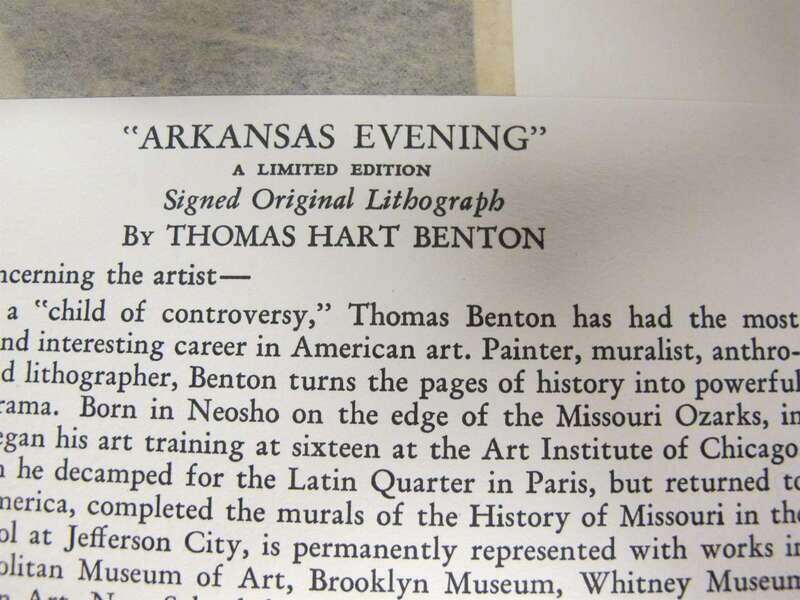 “ARKANSAS EVENING”
A LIMITED EDITION
Signed Original Lithograph
By THOMAS HART BENTON
ncerning the artist—
a “child of controversy,” Thomas Benton has had the most
nd interesting career in American art. Painter, muralist, anthro-
d lithographer, Benton turns the pages of history into powerful
rama. Born in Neosho on the edge of the Missouri Ozarks, in
egan his art training at sixteen at the Art Institute of Chicago
n he decamped for the Latin Quarter in Paris, but returned to
merica, completed the murals of the History of Missouri in the
ol at Jefferson City, is permanently represented with works in
olitan Museum of Art, Brooklyn Museum, Whitney Museum